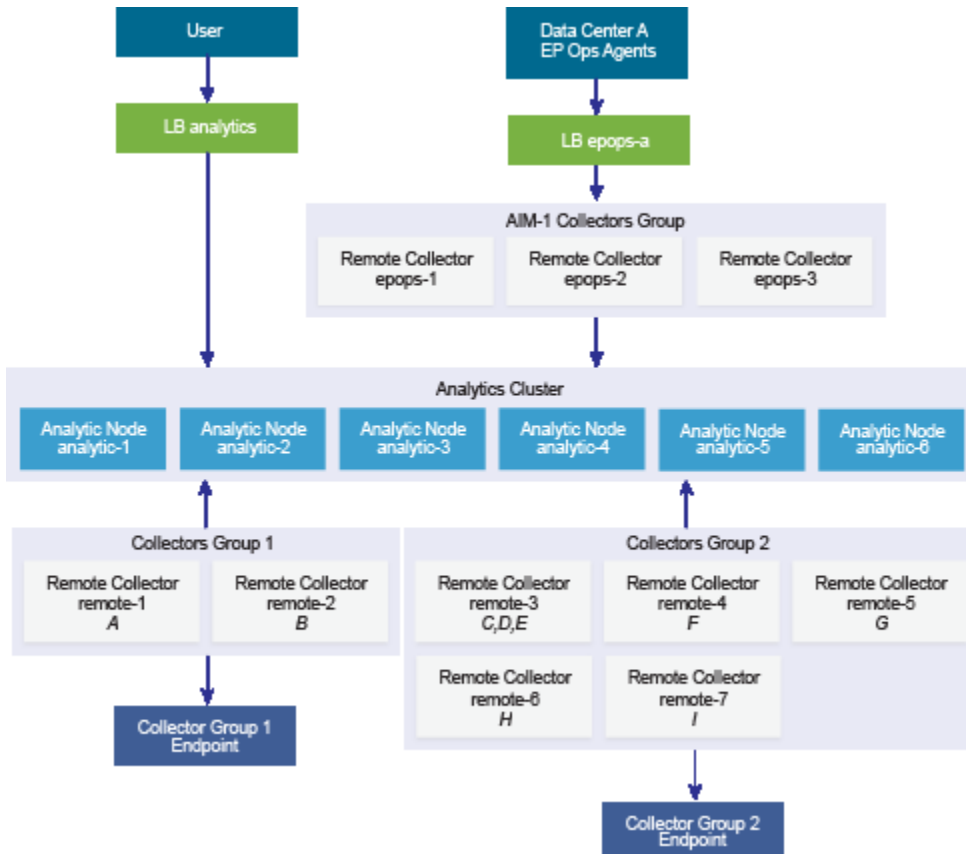 User
Data Center A
EP Ops Agents
LB analytics
LB epops-a
AIM-1 Collectors Group
Remote Collector
epops-1
Remote Collector
epops-2
Remote Collector
epops-3
Analytics Cluster
Analytic Node
analytic-1
Analytic Node
analytic-2
Analytic Node
analytic-3
Analytic Node
analytic-4
Analytic Node
analytic-5
Analytic Node
analytic-6
Collectors Group 1
Remote Collector
remote-1
A
Remote Collector
remote-2
B
Collector Group 1
Endpoint
Collectors Group 2
Remote Collector
remote-3
C,D,E
Remote Collector
remote-4
F
Remote Collector
remote-5
G
Remote Collector
remote-6
H
Remote Collector
remote-7
I
Collector Group 2
Endpoint